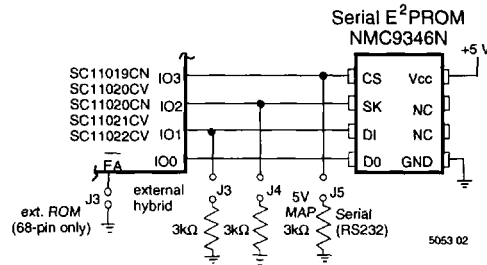 Serial E²PROM
NMC9346N
+5 V
SC11019CN
SC11020CV
SC11020CN
SC11021CV
SC11022CV
IO3
IO2
IO1
IO0
EA
CS
SK
DI
D0
Vcc
NC
NC
GND
J3
external
hybrid
ext. ROM
(68-pin only)
J3
J4
J5
5V
MAP
3kΩ
3kΩ
3kΩ
Serial
(RS232)
5053 02